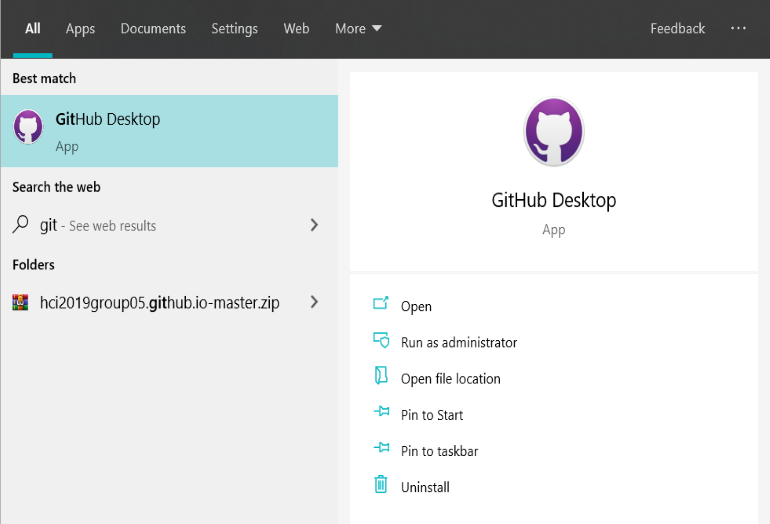 All Apps Documents Settings Web More Feedback ...
Best match
GitHub Desktop
App
Search the web
git - See web results
Folders
hci2019group05.github.io-master.zip
GitHub Desktop
App
Open
Run as administrator
Open file location
Pin to Start
Pin to taskbar
Uninstall